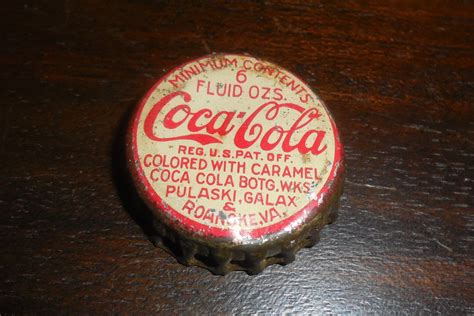 MINIMUM CONTENTS
6
FLUID OZS.
Coca-Cola
REG. U.S. PAT. OFF.
COLORED WITH CARAMEL
COCA COLA BOTG. WKS.
PULASKI, GALAX
&
ROANOKE, VA.